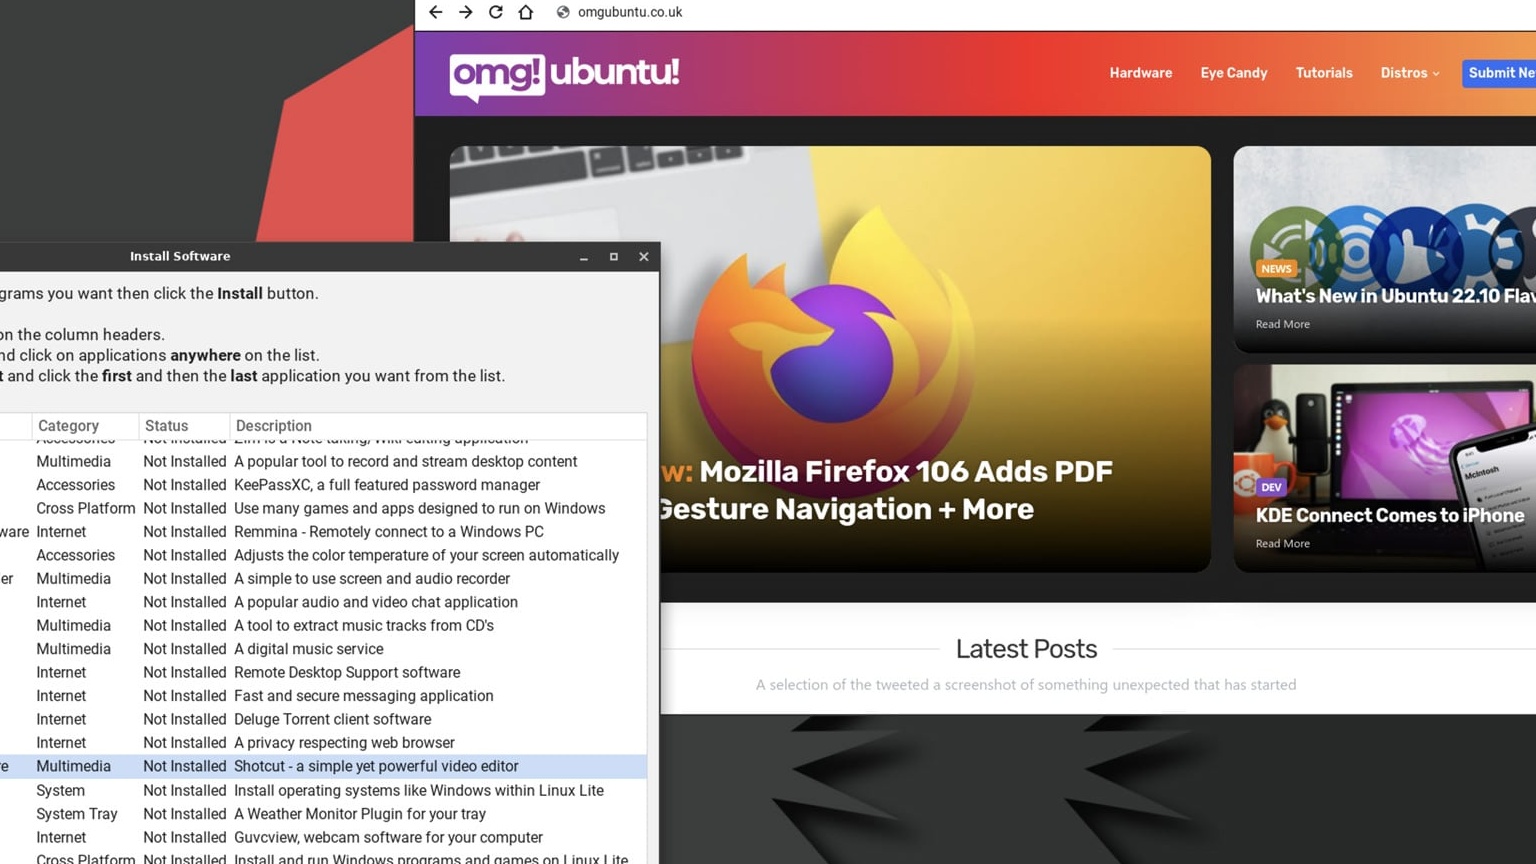 omgubuntu.co.uk
omg! ubuntu!
Hardware
Eye Candy
Tutorials
Distros
Submit Ne
NEWS
What's New in Ubuntu 22.10 Flav
Read More
w: Mozilla Firefox 106 Adds PDF
Gesture Navigation + More
DEV
KDE Connect Comes to iPhone
Read More
McIntosh
Latest Posts
A selection of the tweeted a screenshot of something unexpected that has started
Install Software
grams you want then click the Install button.
on the column headers.
nd click on applications anywhere on the list.
t and click the first and then the last application you want from the list.
Category Status Description
Accessories Not Installed Zim is a Note taking/Wiki editing application
Multimedia Not Installed A popular tool to record and stream desktop content
Accessories Not Installed KeePassXC, a full featured password manager
Cross Platform Not Installed Use many games and apps designed to run on Windows
ware Internet Not Installed Remmina - Remotely connect to a Windows PC
Accessories Not Installed Adjusts the color temperature of your screen automatically
er Multimedia Not Installed A simple to use screen and audio recorder
Internet Not Installed A popular audio and video chat application
Multimedia Not Installed A tool to extract music tracks from CD's
Multimedia Not Installed A digital music service
Internet Not Installed Remote Desktop Support software
Internet Not Installed Fast and secure messaging application
Internet Not Installed Deluge Torrent client software
Internet Not Installed A privacy respecting web browser
e Multimedia Not Installed Shotcut - a simple yet powerful video editor
System Not Installed Install operating systems like Windows within Linux Lite
System Tray Not Installed A Weather Monitor Plugin for your tray
Internet Not Installed Guvcview, webcam software for your computer
Cross Platform Not Installed Install and run Windows programs and games on Linux Lite